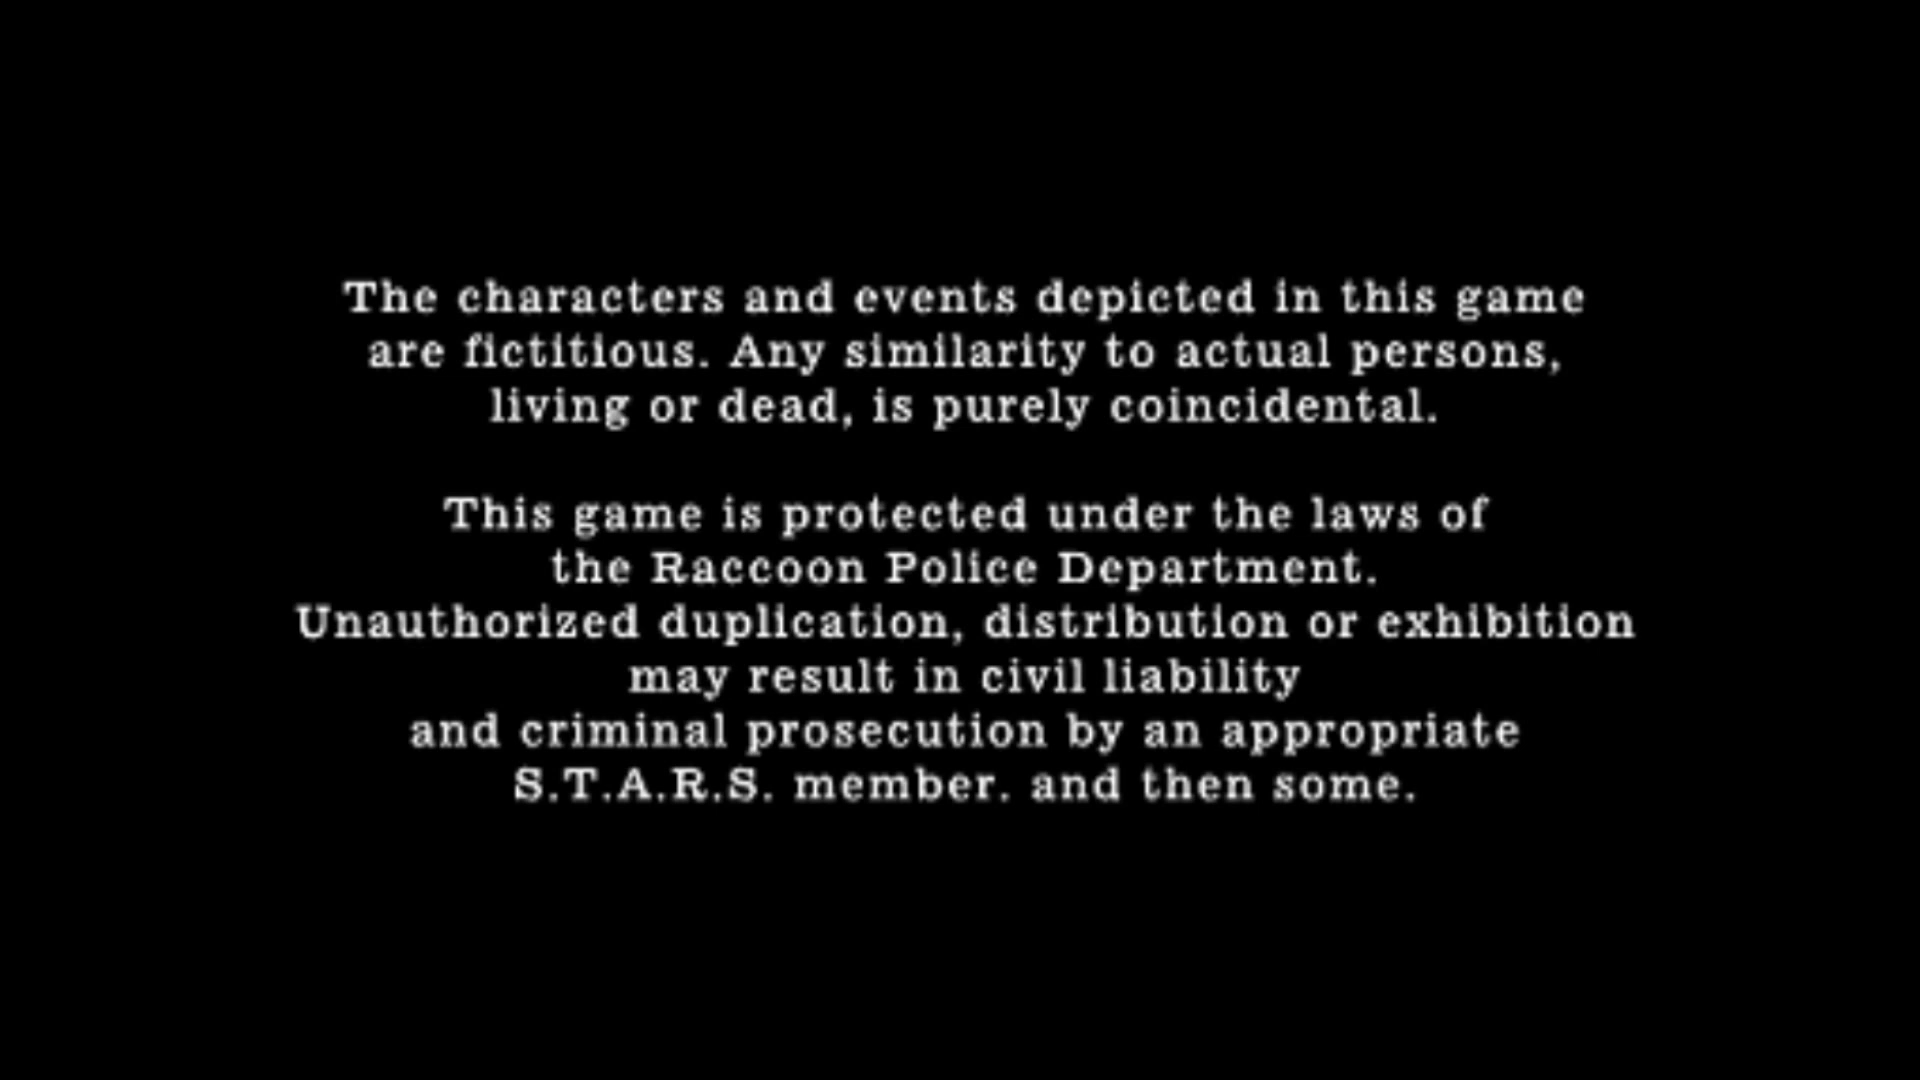 The characters and events depicted in this game
are fictitious. Any similarity to actual persons,
living or dead, is purely coincidental.
This game is protected under the laws of
the Raccoon Police Department.
Unauthorized duplication, distribution or exhibition
may result in civil liability
and criminal prosecution by an appropriate
S.T.A.R.S. member. and then some.